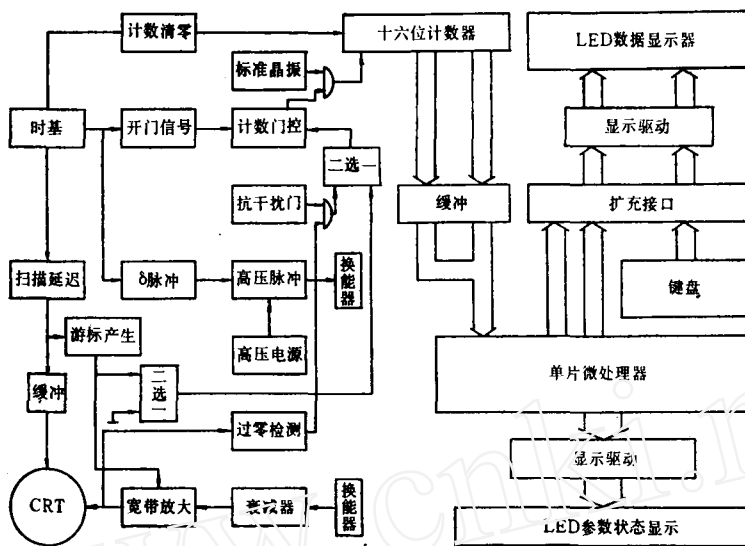 计数清零
十六位计数器
LED数据显示器
标准晶振
时基
开门信号
计数门控
显示驱动
二选一
抗干扰门
缓冲
扩充接口
扫描延迟
δ脉冲
高压脉冲
换能器
键盘
游标产生
高压电源
单片微处理器
二选一
缓冲
过零检测
显示驱动
CRT
宽带放大
衰减器
换能器
LED参数状态显示
www.cnki.n